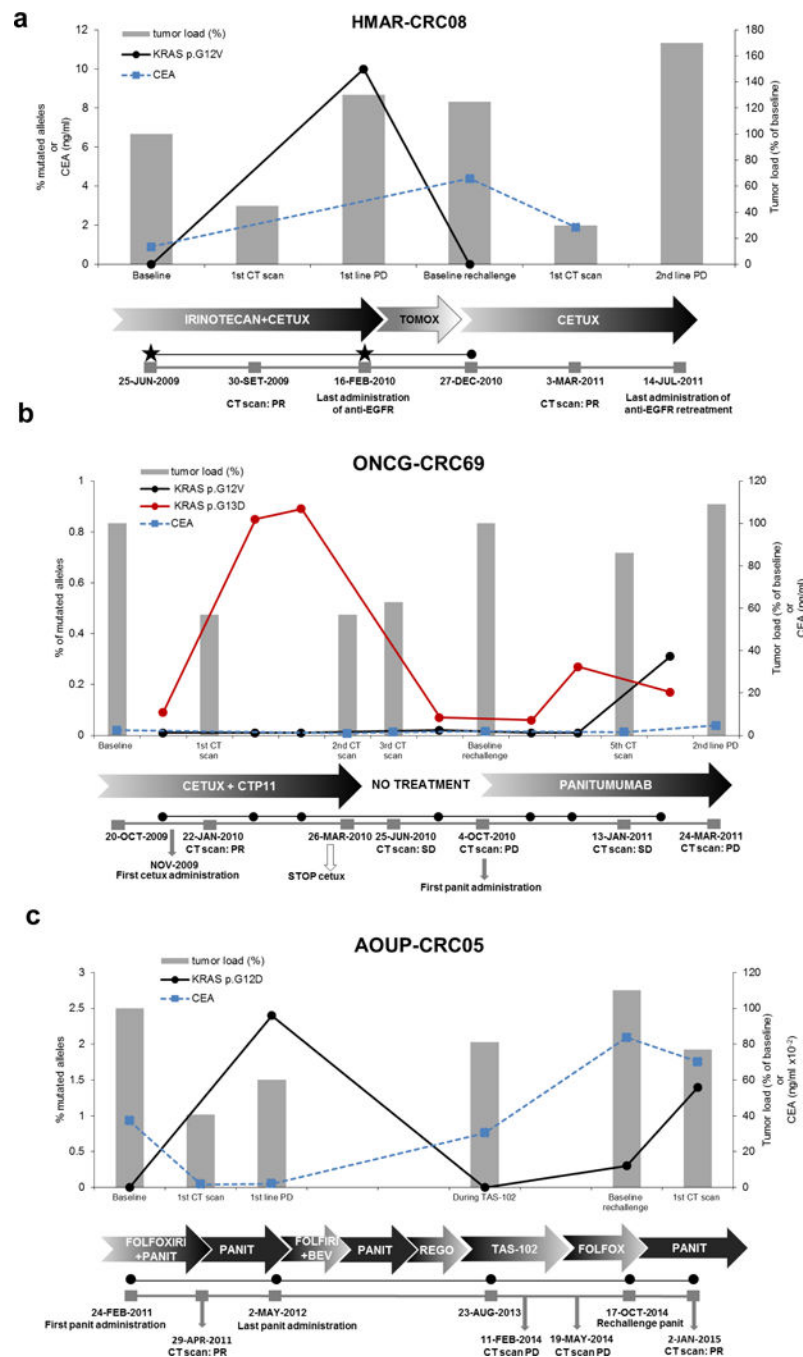 a
HMAR-CRC08
tumor load (%)
KRAS p.G12V
CEA
% mutated alleles
or
CEA (ng/ml)
12
10
8
6
4
2
0
180
160
140
120
100
80
60
40
20
0
Tumor load (% of baseline)
Baseline
1st CT scan
1st line PD
Baseline rechallenge
1st CT scan
2nd line PD
IRINOTECAN+CETUX
TOMOX
CETUX
25-JUN-2009
30-SET-2009
16-FEB-2010
27-DEC-2010
3-MAR-2011
14-JUL-2011
CT scan: PR
Last administration
of anti-EGFR
CT scan: PR
Last administration of
anti-EGFR retreatment
b
ONCG-CRC69
tumor load (%)
KRAS p.G12V
KRAS p.G13D
CEA
% of mutated alleles
1
0.8
0.6
0.4
0.2
0
120
100
80
60
40
20
0
Tumor load (% of baseline)
or
CEA (ng/ml)
Baseline
1st CT
scan
2nd CT
scan
3rd CT
scan
Baseline
rechallenge
5th CT
scan
2nd line PD
CETUX + CTP11
NO TREATMENT
PANITUMUMAB
20-OCT-2009
22-JAN-2010
CT scan: PR
26-MAR-2010
25-JUN-2010
CT scan: SD
4-OCT-2010
CT scan: PD
13-JAN-2011
CT scan: SD
24-MAR-2011
CT scan: PD
NOV-2009
First cetux administration
STOP cetux
First panit administration
c
AOUP-CRC05
tumor load (%)
KRAS p.G12D
CEA
% mutated alleles
3
2.5
2
1.5
1
0.5
0
120
100
80
60
40
20
0
Tumor load (% of baseline)
or
CEA (ng/ml x10⁻²)
Baseline
1st CT scan
1st line PD
During TAS-102
Baseline
rechallenge
1st CT scan
FOLFOXIRI
+PANIT
PANIT
FOLFIRI
+BEV
PANIT
REGO
TAS-102
FOLFOX
PANIT
24-FEB-2011
First panit administration
2-MAY-2012
Last panit administration
23-AUG-2013
17-OCT-2014
Rechallenge panit
29-APR-2011
CT scan: PR
11-FEB-2014
CT scan PD
19-MAY-2014
CT scan PD
2-JAN-2015
CT scan: PR